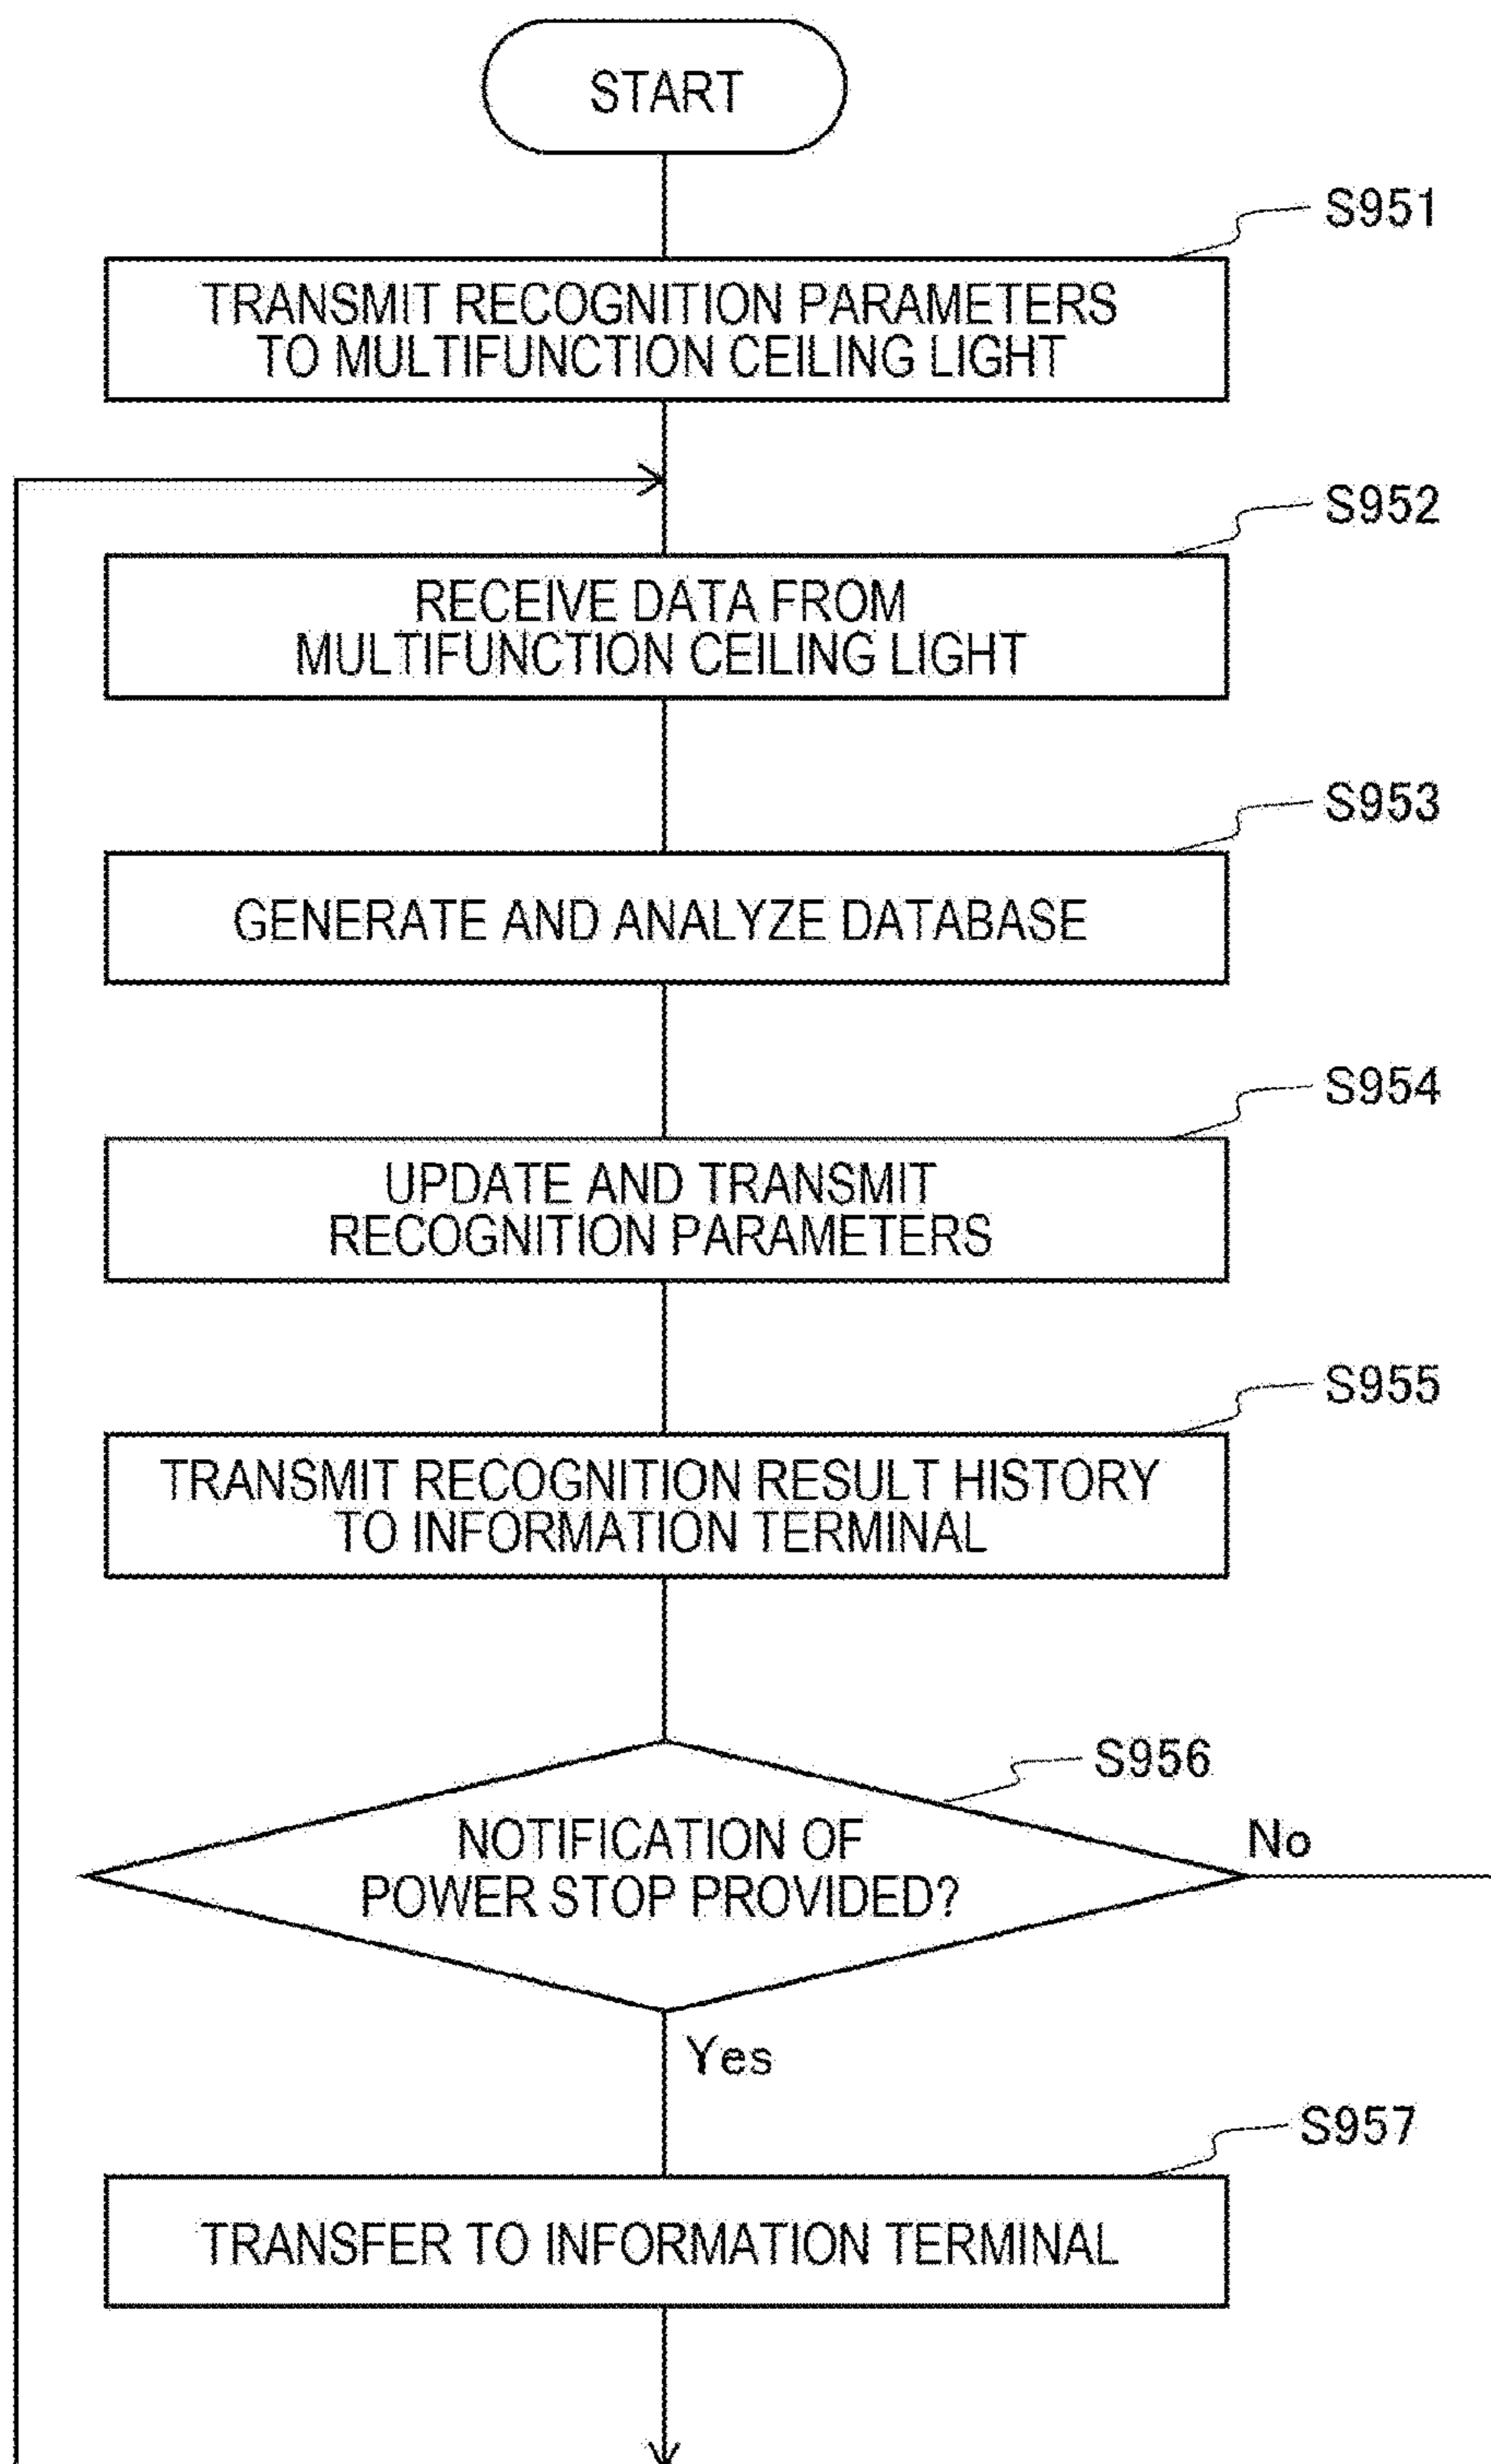 START
S951
TRANSMIT RECOGNITION PARAMETERS
TO MULTIFUNCTION CEILING LIGHT
S952
RECEIVE DATA FROM
MULTIFUNCTION CEILING LIGHT
S953
GENERATE AND ANALYZE DATABASE
S954
UPDATE AND TRANSMIT
RECOGNITION PARAMETERS
S955
TRANSMIT RECOGNITION RESULT HISTORY
TO INFORMATION TERMINAL
S956
NOTIFICATION OF
POWER STOP PROVIDED?
No
Yes
S957
TRANSFER TO INFORMATION TERMINAL